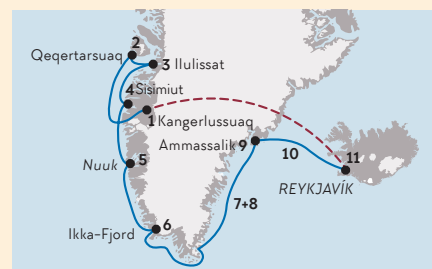 2
Qeqertarsuaq
3 Ilulissat
4 Sisimiut
1 Kangerlussuaq
Ammassalik 9
10
11
Nuuk 5
REYKJAVÍK
7+8
6
Ikka-Fjord